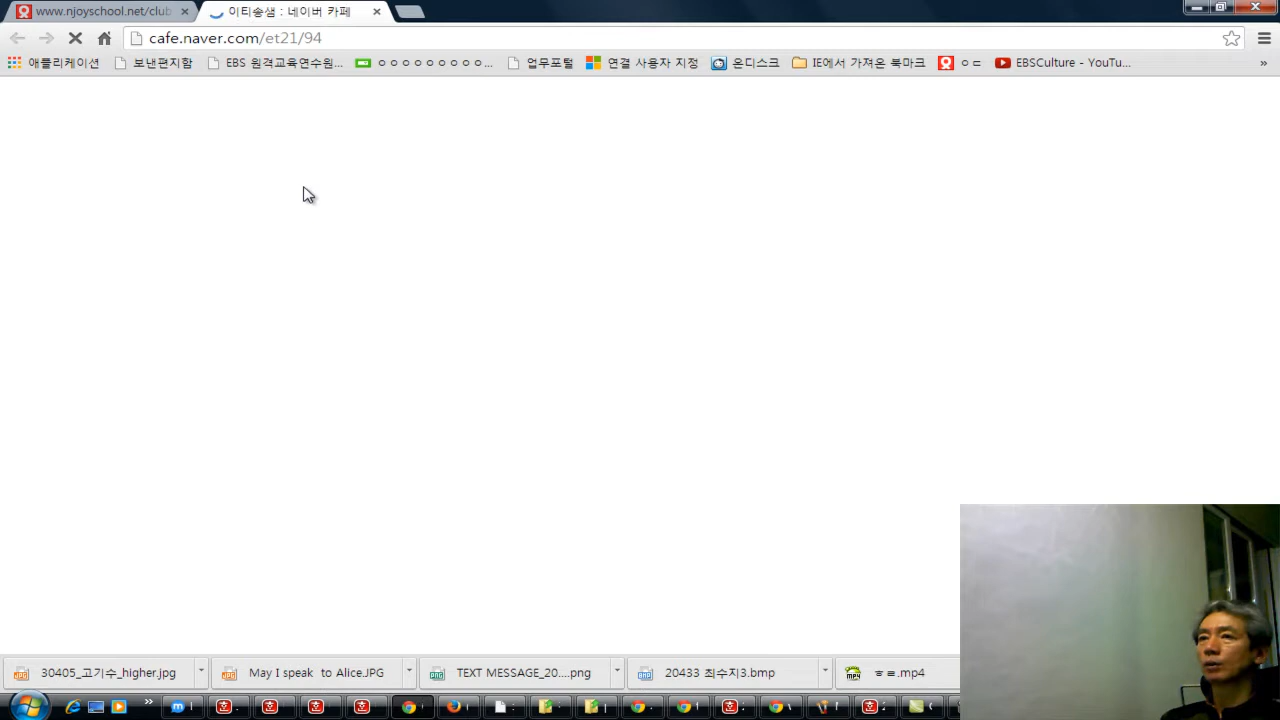 www.njoyschool.net/club
이티송샘 : 네이버 카페
cafe.naver.com/et21/94
애플리케이션
보낸편지함
EBS 원격교육연수원...
ㅇㅇㅇㅇㅇㅇㅇㅇㅇ...
업무포털
연결 사용자 지정
온디스크
IE에서 가져온 북마크
ㅇㄷ
EBSCulture - YouTu...
»
30405_고기수_higher.jpg
May I speak to Alice.JPG
TEXT MESSAGE_20....png
20433 최수지3.bmp
ㅎㅌ.mp4